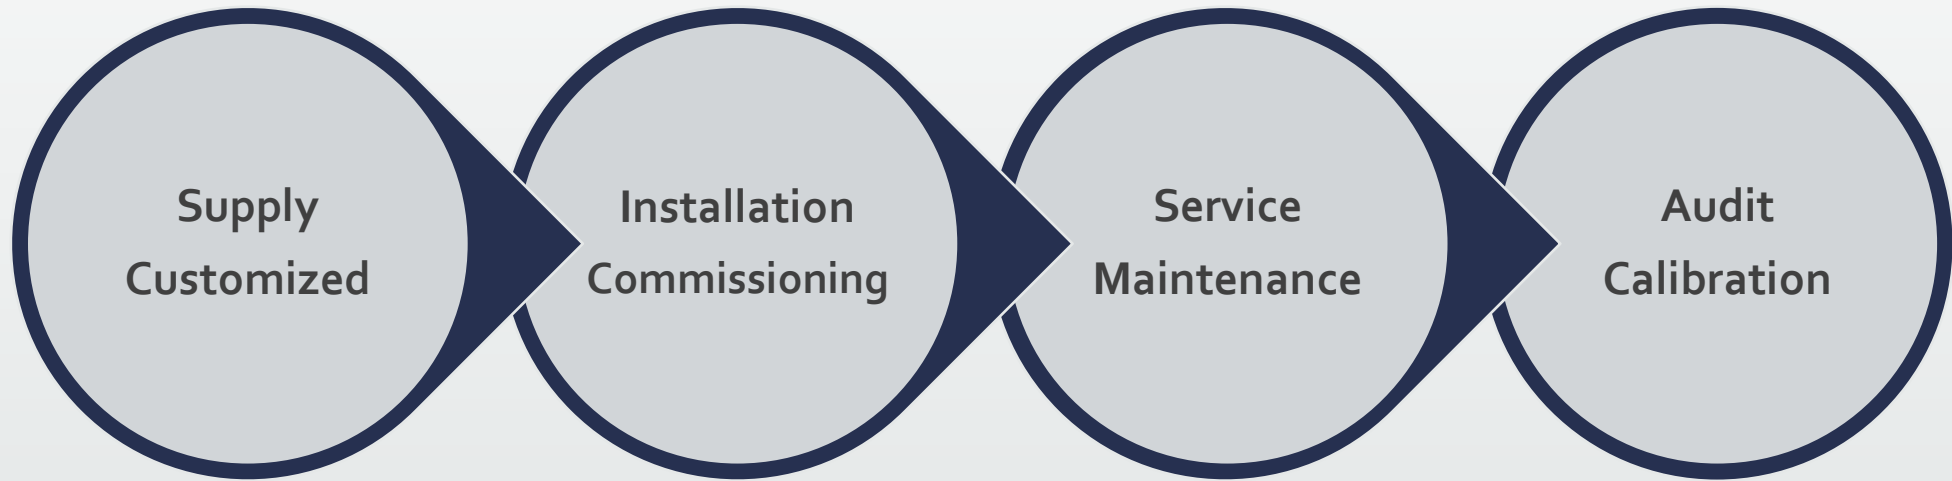 Supply
Customized
Installation
Commissioning
Service
Maintenance
Audit
Calibration